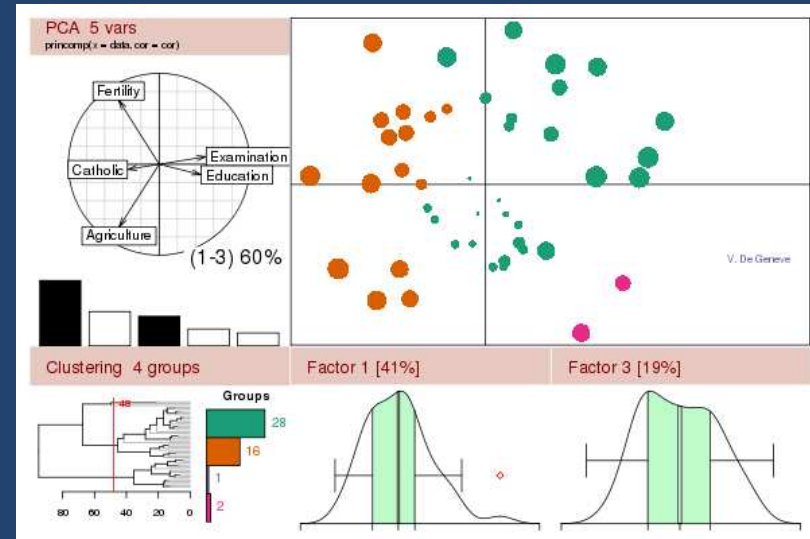 PCA 5 vars
princomp(x = data, cor = cor)
Fertility
Examination
Catholic
Education
Agriculture
(1-3) 60%
V. De Geneve
Clustering 4 groups
Factor 1 [41%]
Factor 3 [19%]
Groups
48
28
16
1
2
80 60 40 20 0